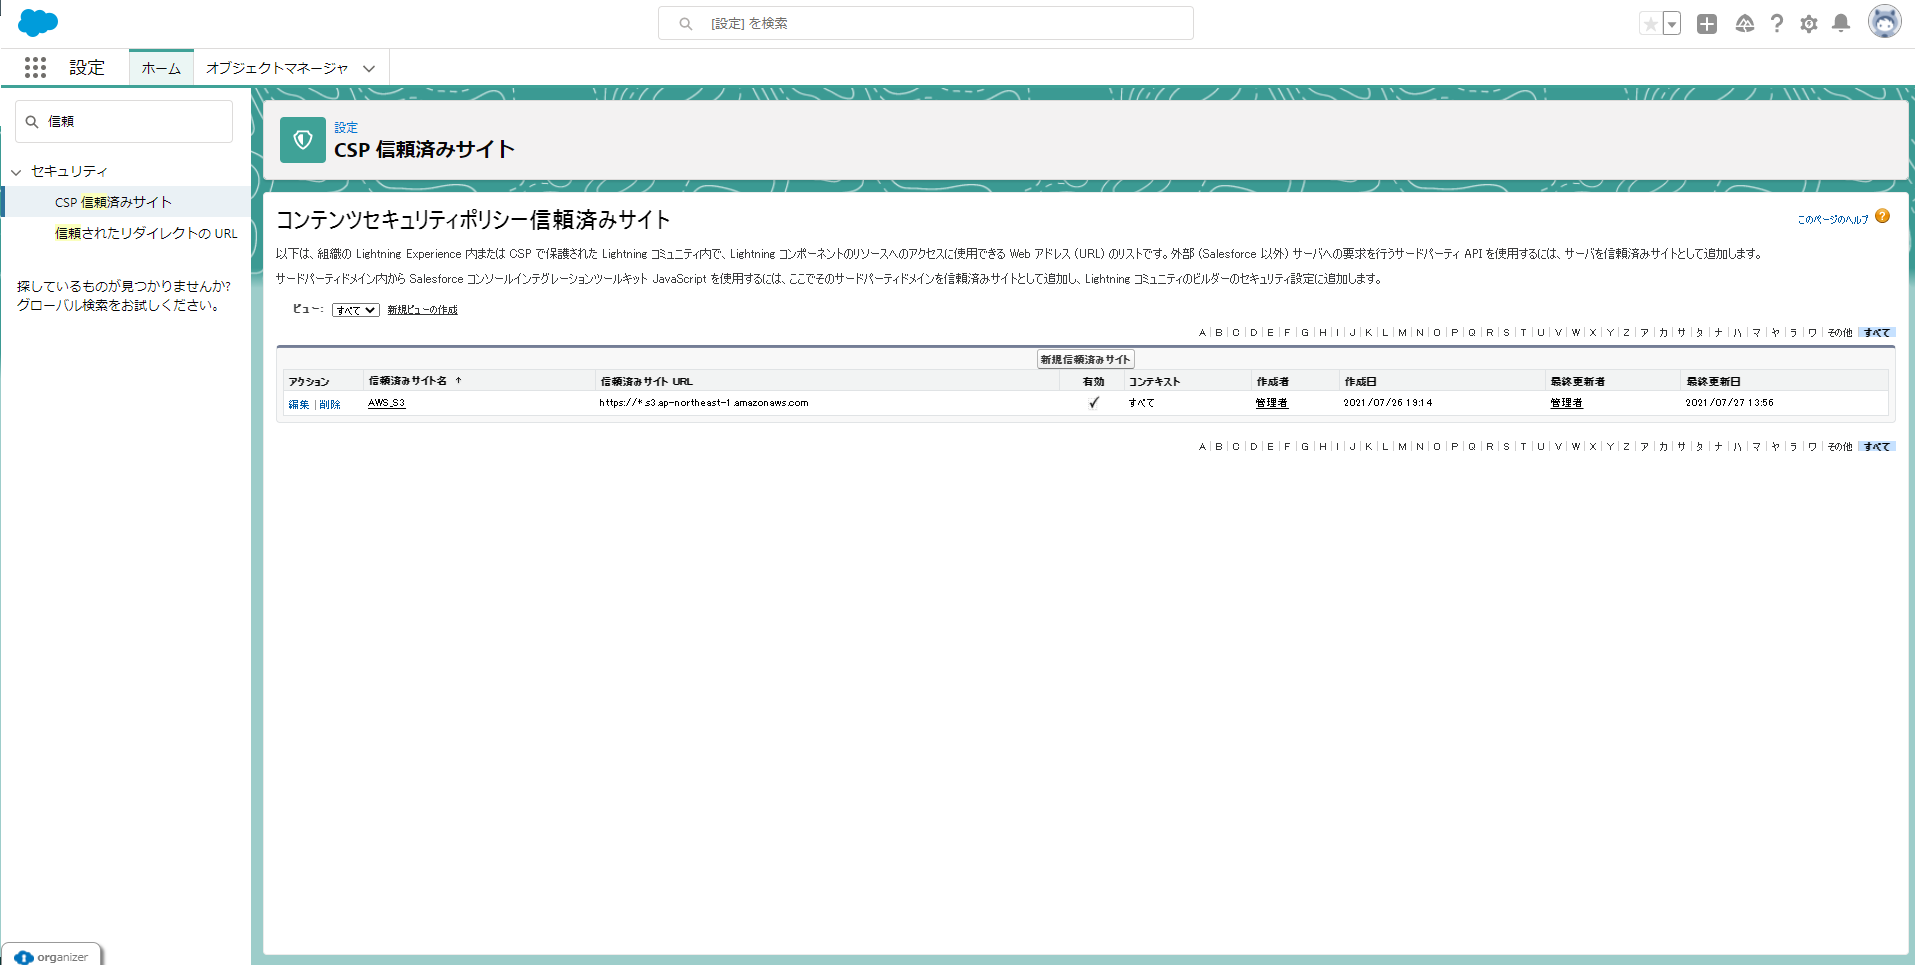 [設定] を検索
設定
ホーム
オブジェクトマネージャ
信頼
セキュリティ
CSP 信頼済みサイト
信頼されたリダイレクトの URL
探しているものが見つかりませんか?
グローバル検索をお試しください。
設定
CSP 信頼済みサイト
コンテンツセキュリティポリシー信頼済みサイト
このページのヘルプ ?
以下は、組織の Lightning Experience 内または CSP で保護された Lightning コミュニティ内で、Lightning コンポーネントのリソースへのアクセスに使用できる Web アドレス (URL) のリストです。外部 (Salesforce 以外) サーバへの要求を行うサードパーティ API を使用するには、サーバを信頼済みサイトとして追加します。
サードパーティドメイン内から Salesforce コンソールインテグレーションツールキット JavaScript を使用するには、ここでそのサードパーティドメインを信頼済みサイトとして追加し、Lightning コミュニティのビルダーのセキュリティ設定に追加します。
ビュー: すべて 新規ビューの作成
A | B | C | D | E | F | G | H | I | J | K | L | M | N | O | P | Q | R | S | T | U | V | W | X | Y | Z | ア | カ | サ | タ | ナ | ハ | マ | ヤ | ラ | ワ | その他 すべて
新規信頼済みサイト
アクション 信頼済みサイト名 ↑ 信頼済みサイト URL 有効 コンテキスト 作成者 作成日 最終更新者 最終更新日
編集 | 削除 AWS_S3 https://*.s3.ap-northeast-1.amazonaws.com ✓ すべて 管理者 2021/07/26 19:14 管理者 2021/07/27 13:56
A | B | C | D | E | F | G | H | I | J | K | L | M | N | O | P | Q | R | S | T | U | V | W | X | Y | Z | ア | カ | サ | タ | ナ | ハ | マ | ヤ | ラ | ワ | その他 すべて
organizer